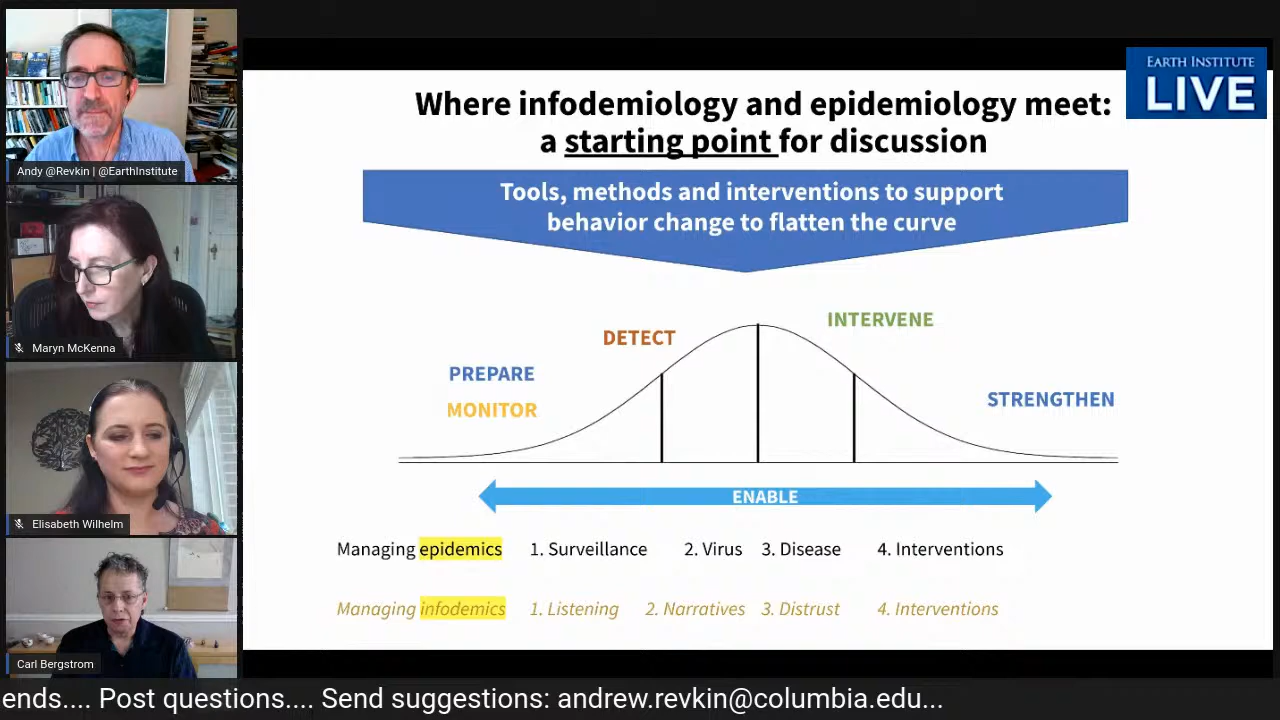 Andy @Revkin | @EarthInstitute
Maryn McKenna
Elisabeth Wilhelm
Carl Bergstrom
EARTH INSTITUTE
LIVE
Where infodemiology and epidemiology meet:
a starting point for discussion
Tools, methods and interventions to support
behavior change to flatten the curve
DETECT
INTERVENE
PREPARE
MONITOR
STRENGTHEN
ENABLE
Managing epidemics 1. Surveillance 2. Virus 3. Disease 4. Interventions
Managing infodemics 1. Listening 2. Narratives 3. Distrust 4. Interventions
ends.... Post questions.... Send suggestions: andrew.revkin@columbia.edu...